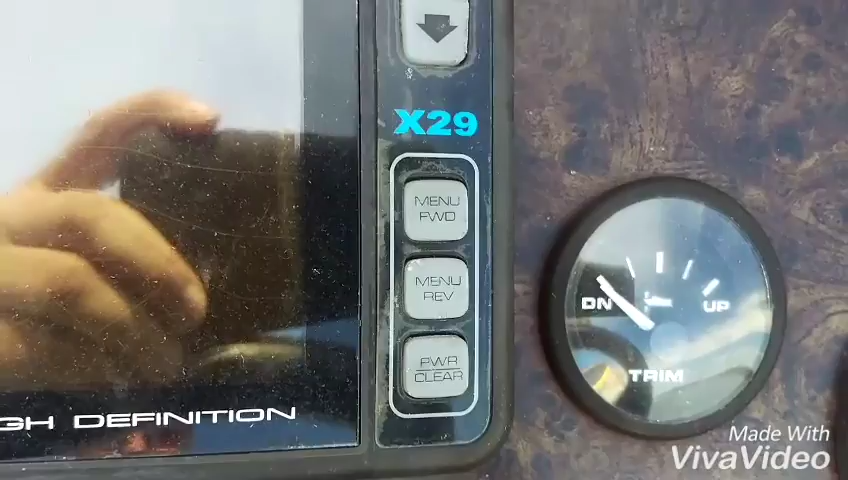 X29
MENU
FWD
MENU
REV
PWR
CLEAR
GH DEFINITION
DN
UP
TRIM
Made With
VivaVideo